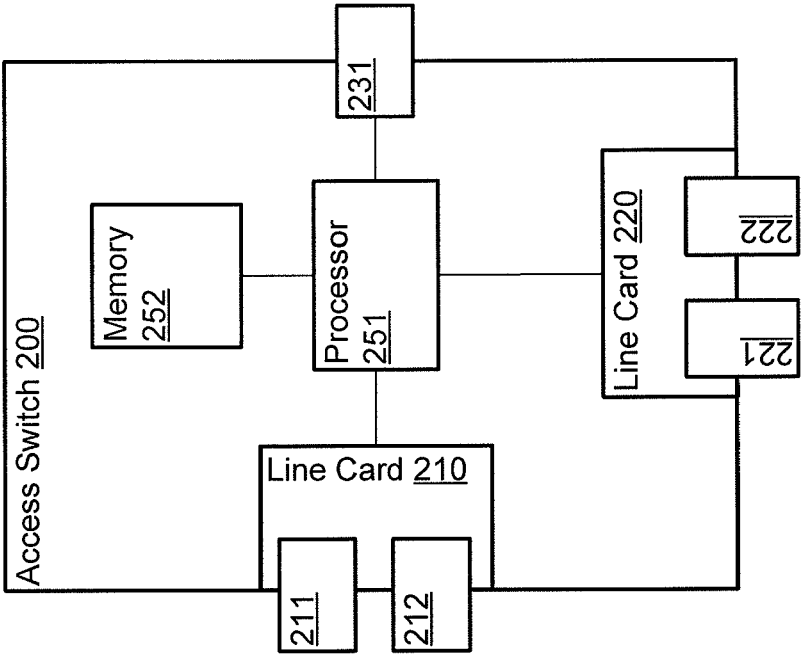 Access Switch 200
Memory
252
231
Processor
251
Line Card 210
211
212
Line Card 220
221
222